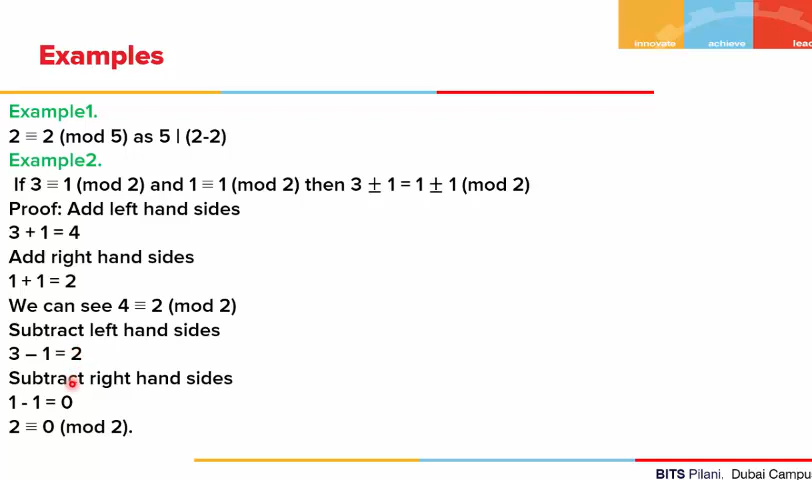 innovate achieve lead
Examples
Example1.
2 ≡ 2 (mod 5) as 5 | (2-2)
Example2.
If 3 ≡ 1 (mod 2) and 1 ≡ 1 (mod 2) then 3 ± 1 = 1 ± 1 (mod 2)
Proof: Add left hand sides
3 + 1 = 4
Add right hand sides
1 + 1 = 2
We can see 4 ≡ 2 (mod 2)
Subtract left hand sides
3 – 1 = 2
Subtract right hand sides
1 - 1 = 0
2 ≡ 0 (mod 2).
BITS Pilani, Dubai Campu